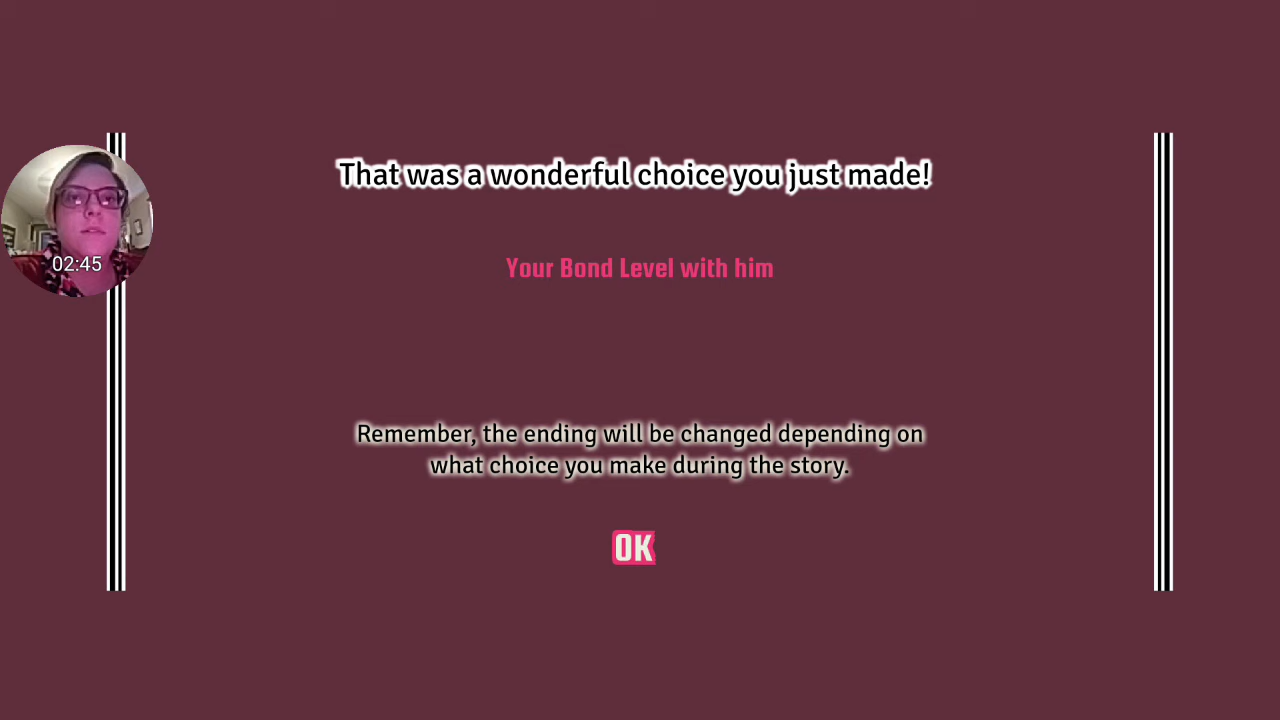 That was a wonderful choice you just made!
02:45
Your Bond Level with him
Remember, the ending will be changed depending on
what choice you make during the story.
OK